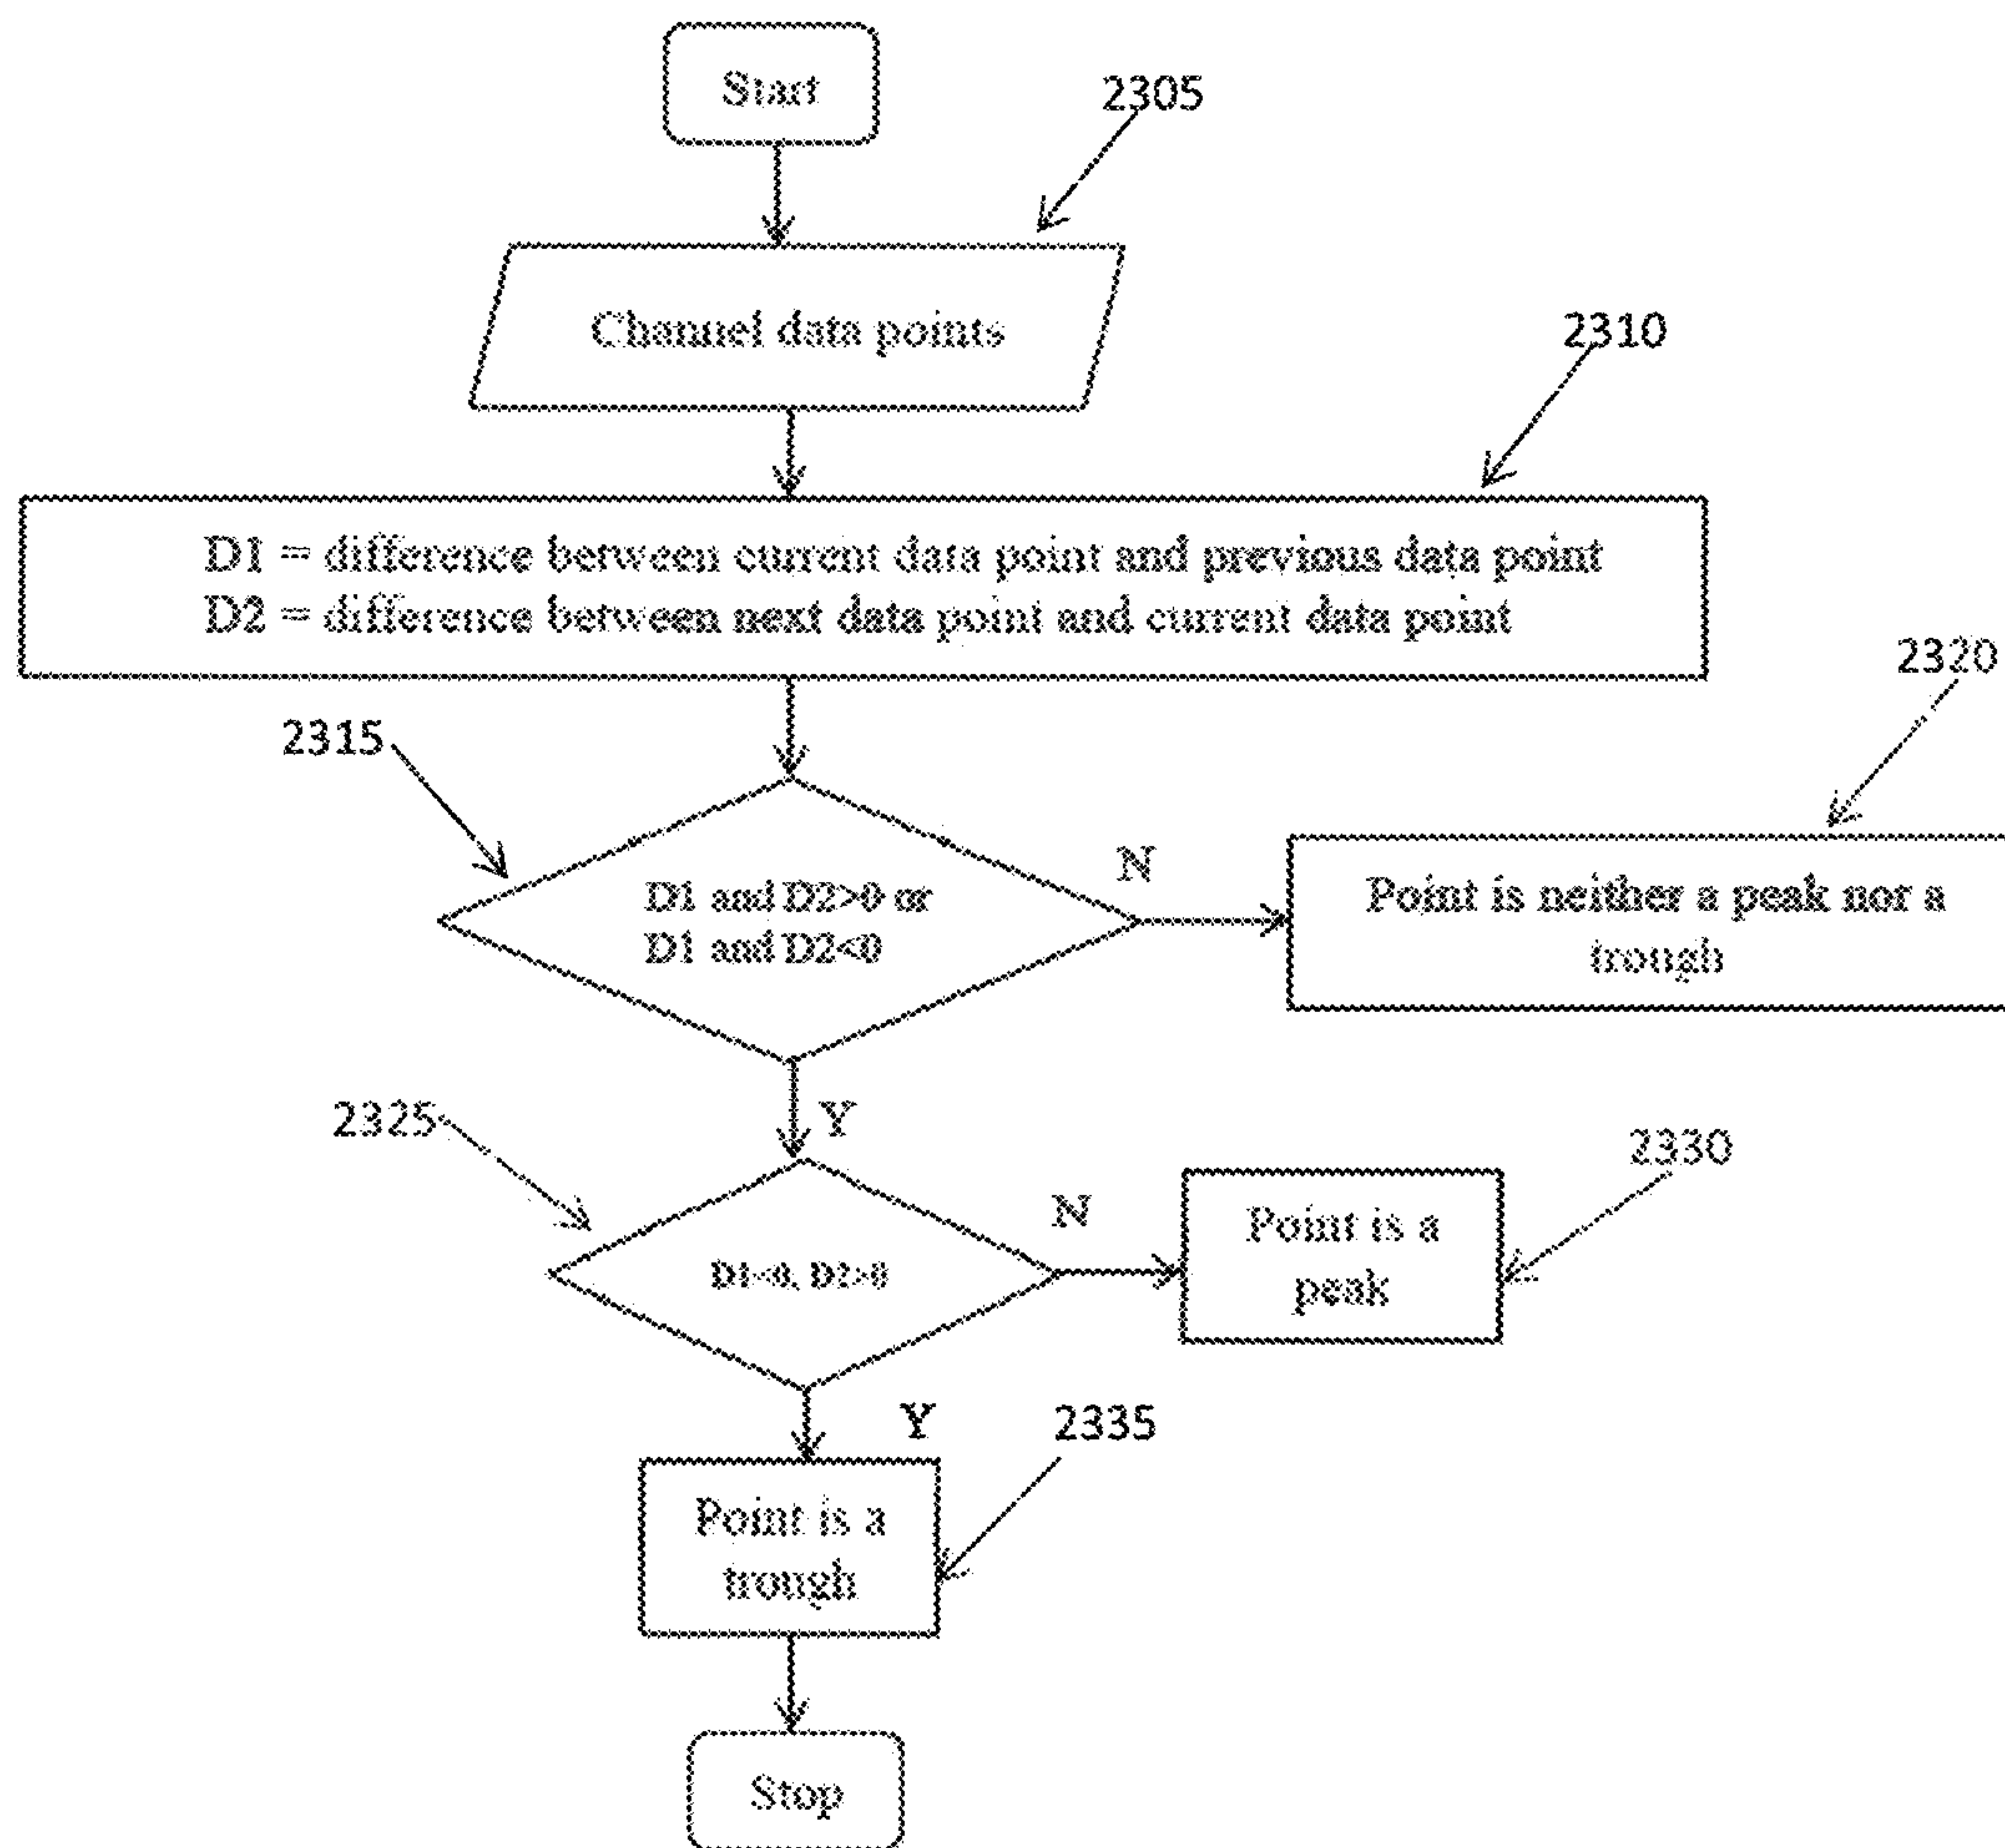 Start
2305
Channel data points
2310
D1 = difference between current data point and previous data point
D2 = difference between next data point and current data point
2320
2315
D1 and D2>0 or
D1 and D2<0
N
Point is neither a peak nor a
trough
Y
2325
D1<0, D2>0
N
Point is a
peak
2330
Y
2335
Point is a
trough
Stop